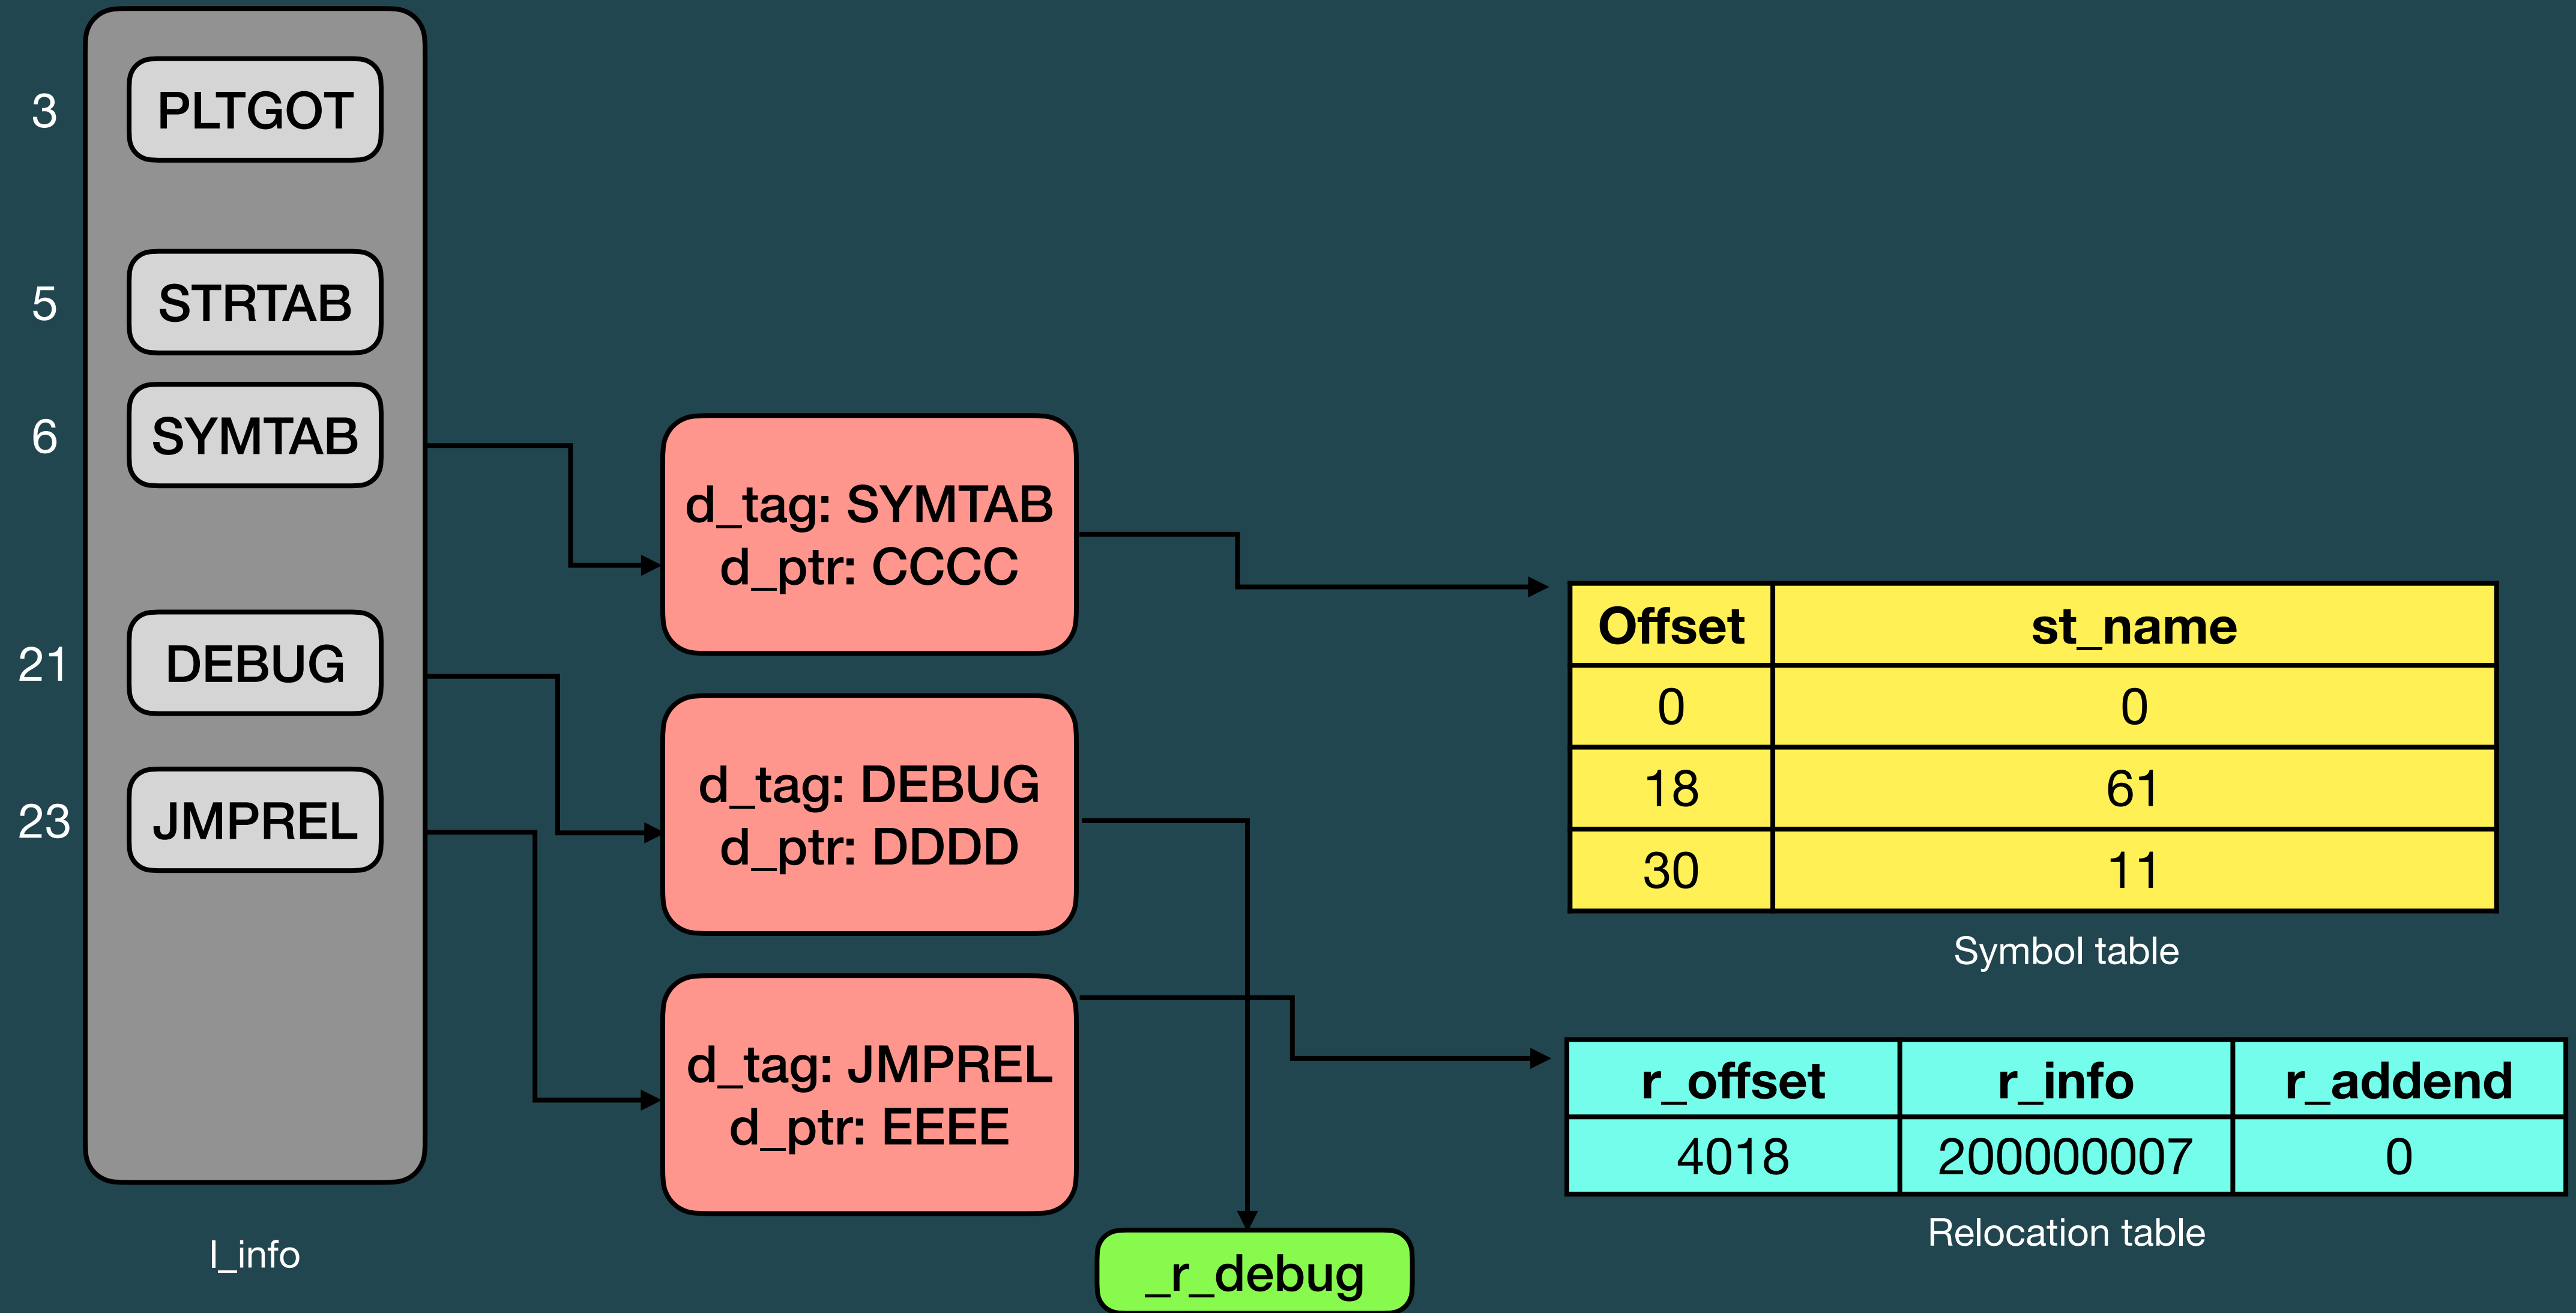 3
PLTGOT
5
STRTAB
6
SYMTAB
21
DEBUG
23
JMPREL
l_info
d_tag: SYMTAB
d_ptr: CCCC
d_tag: DEBUG
d_ptr: DDDD
d_tag: JMPREL
d_ptr: EEEE
_r_debug
Offset st_name
0 0
18 61
30 11
Symbol table
r_offset r_info r_addend
4018 200000007 0
Relocation table